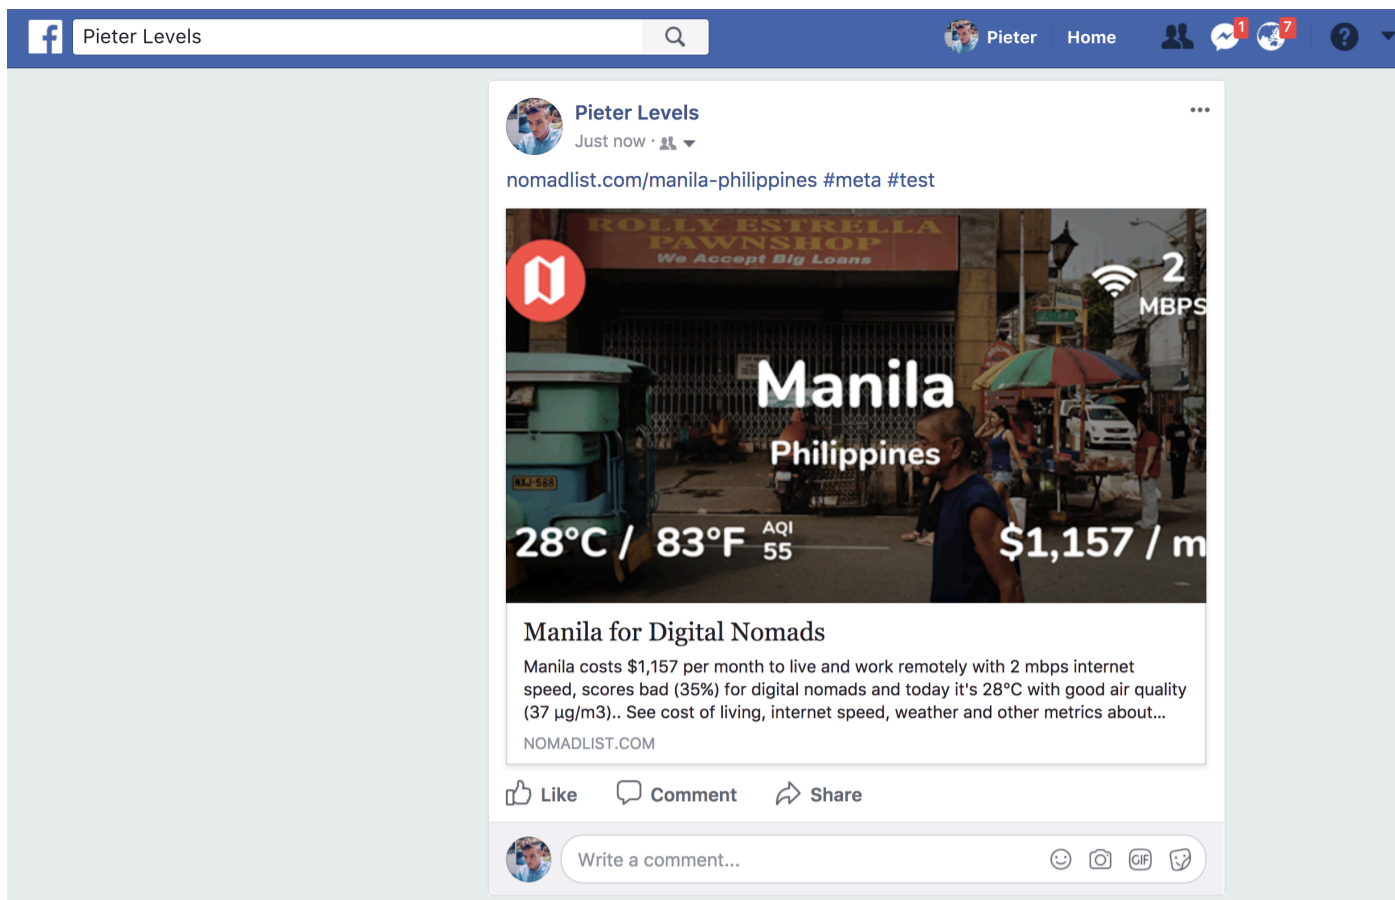 Pieter Levels
Pieter
Home
1
7
?
Pieter Levels
Just now ·
nomadlist.com/manila-philippines #meta #test
ROLLY ESTRELLA
PAWNSHOP
We Accept Big Loans
2
MBPS
Manila
Philippines
NXJ-588
28°C / 83°F
AQI
55
$1,157 / m
Manila for Digital Nomads
Manila costs $1,157 per month to live and work remotely with 2 mbps internet
speed, scores bad (35%) for digital nomads and today it's 28°C with good air quality
(37 µg/m3).. See cost of living, internet speed, weather and other metrics about...
NOMADLIST.COM
Like
Comment
Share
Write a comment...
GIF